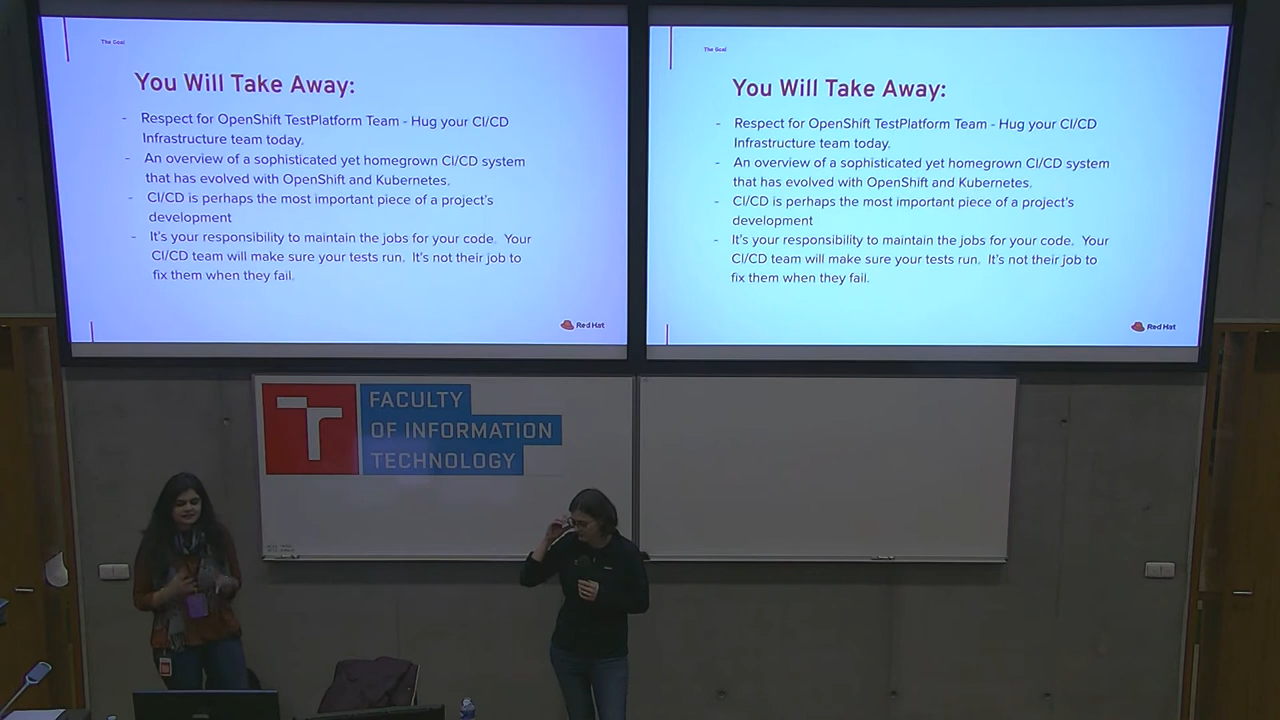 The Goal
You Will Take Away:
- Respect for OpenShift TestPlatform Team - Hug your CI/CD
Infrastructure team today.
- An overview of a sophisticated yet homegrown CI/CD system
that has evolved with OpenShift and Kubernetes.
- CI/CD is perhaps the most important piece of a project's
development
- It's your responsibility to maintain the jobs for your code. Your
CI/CD team will make sure your tests run. It's not their job to
fix them when they fail.
Red Hat
The Goal
You Will Take Away:
- Respect for OpenShift TestPlatform Team - Hug your CI/CD
Infrastructure team today.
- An overview of a sophisticated yet homegrown CI/CD system
that has evolved with OpenShift and Kubernetes.
- CI/CD is perhaps the most important piece of a project's
development
- It's your responsibility to maintain the jobs for your code. Your
CI/CD team will make sure your tests run. It's not their job to
fix them when they fail.
Red Hat
FACULTY
OF INFORMATION
TECHNOLOGY